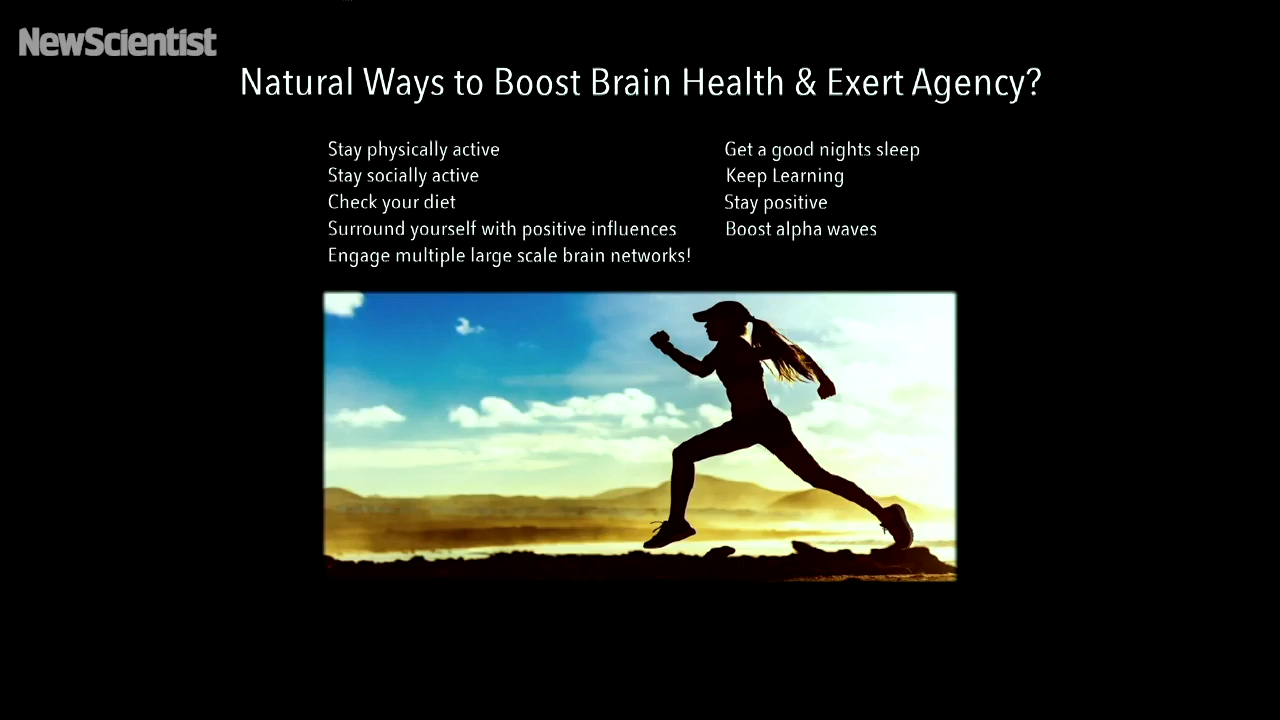 NewScientist
Natural Ways to Boost Brain Health & Exert Agency?
Stay physically active
Stay socially active
Check your diet
Surround yourself with positive influences
Engage multiple large scale brain networks!
Get a good nights sleep
Keep Learning
Stay positive
Boost alpha waves